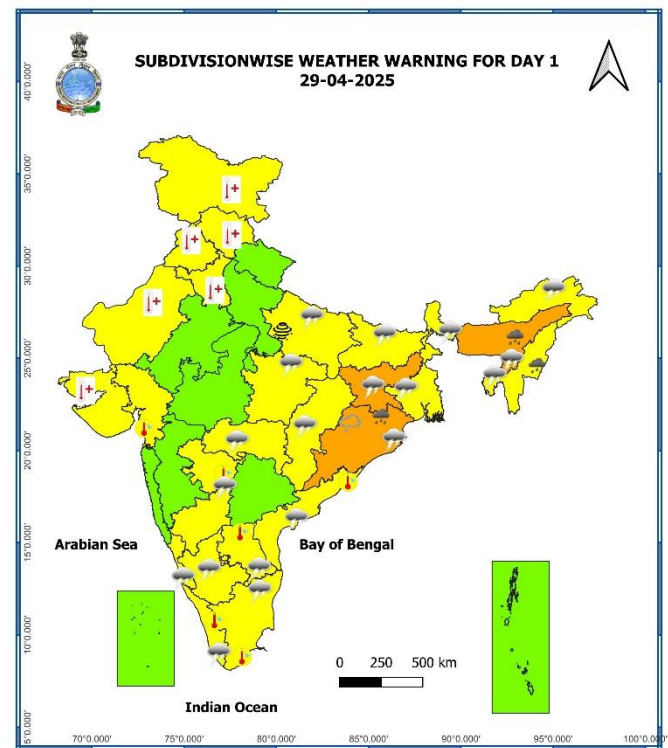 SUBDIVISIONWISE WEATHER WARNING FOR DAY 1
29-04-2025
40°0.000'
35°0.000'
30°0.000'
25°0.000'
20°0.000'
15°0.000'
10°0.000'
5°0.000'
Arabian Sea
Bay of Bengal
0 250 500 km
Indian Ocean
70°0.000' 75°0.000' 80°0.000' 85°0.000' 90°0.000' 95°0.000' 100°0.000'